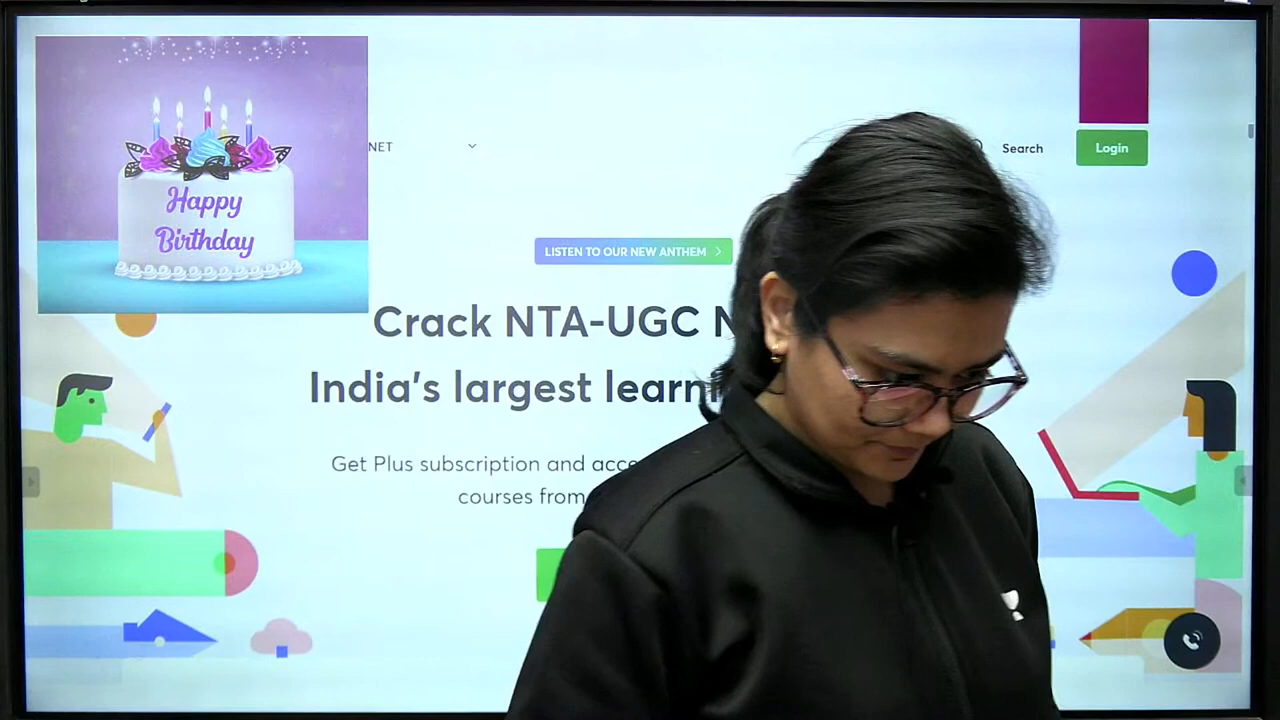 Happy
Birthday
NET
Search
Login
LISTEN TO OUR NEW ANTHEM
Crack NTA-UGC
India's largest
Get Plus subscription and
courses from